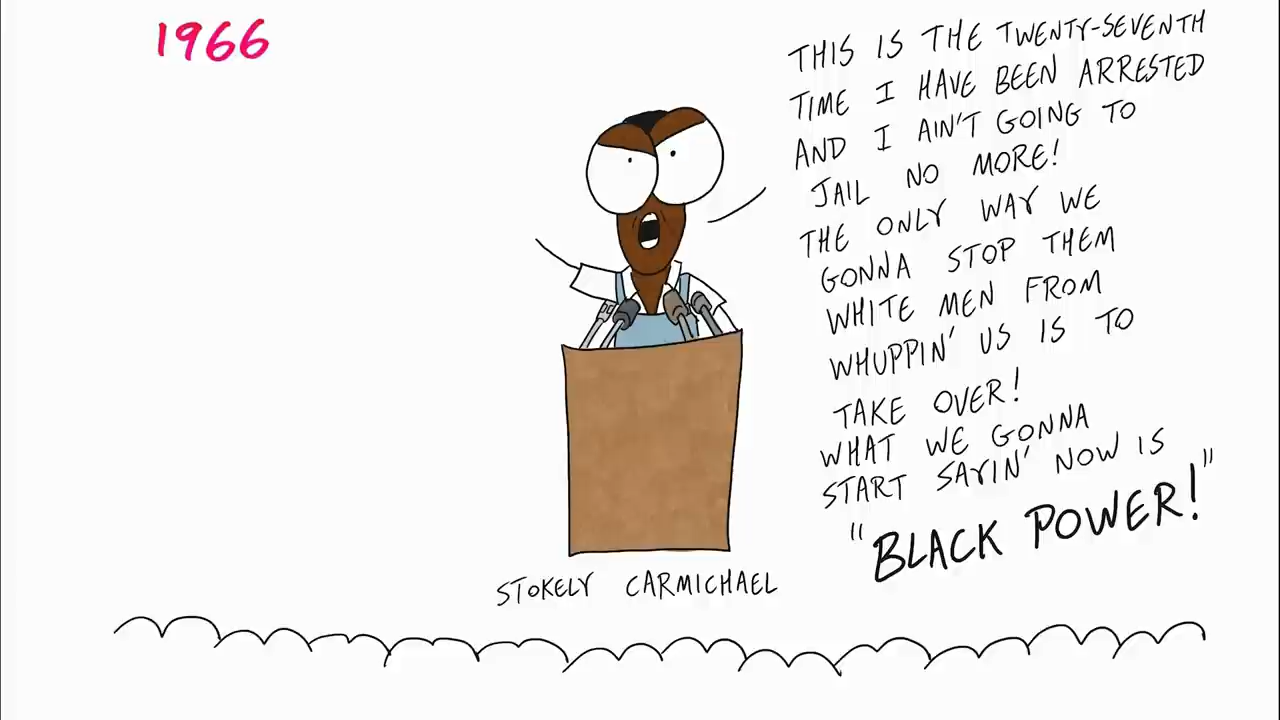 1966
THIS IS THE TWENTY-SEVENTH
TIME I HAVE BEEN ARRESTED
AND I AIN'T GOING TO
JAIL NO MORE!
THE ONLY WAY WE
GONNA STOP THEM
WHITE MEN FROM
WHUPPIN' US IS TO
TAKE OVER!
WHAT WE GONNA
START SAYIN' NOW IS
"BLACK POWER!"
STOKELY CARMICHAEL